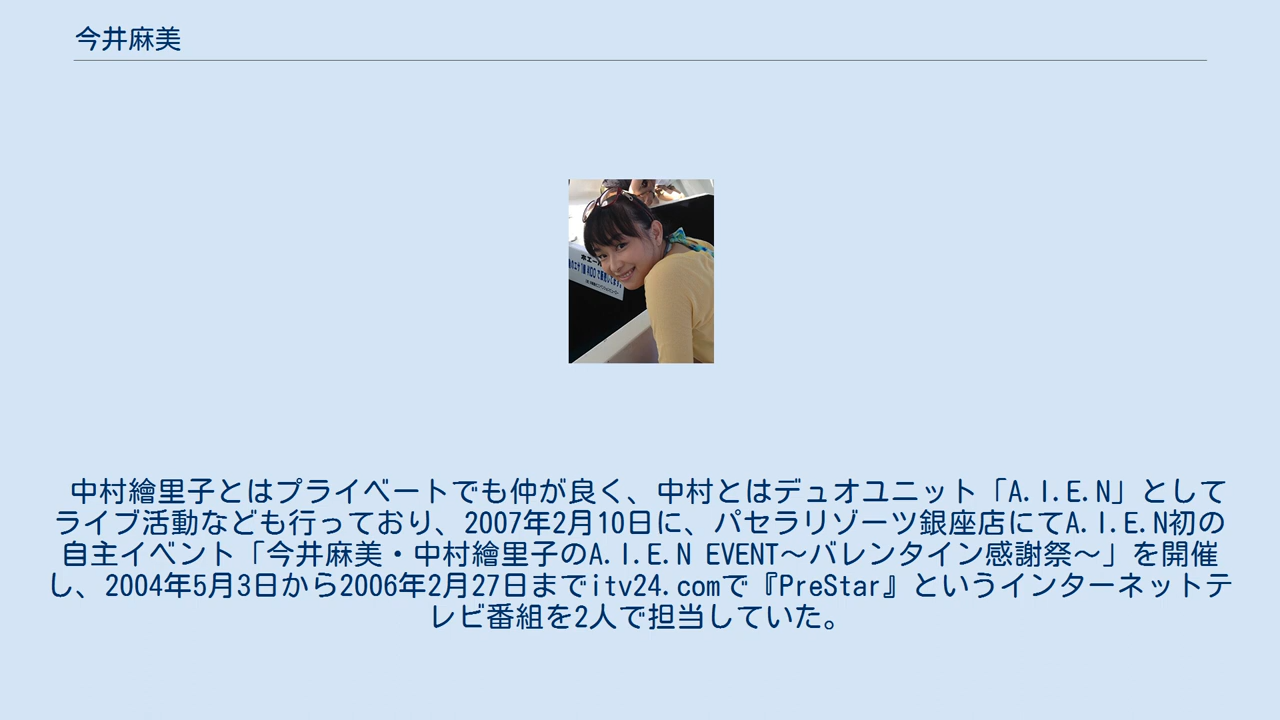 今井麻美
中村繪里子とはプライベートでも仲が良く、中村とはデュオユニット「A.I.E.N」として
ライブ活動なども行っており、2007年2月10日に、パセラリゾーツ銀座店にてA.I.E.N初の
自主イベント「今井麻美・中村繪里子のA.I.E.N EVENT～バレンタイン感謝祭～」を開催
し、2004年5月3日から2006年2月27日までitv24.comで『PreStar』というインターネットテ
レビ番組を2人で担当していた。